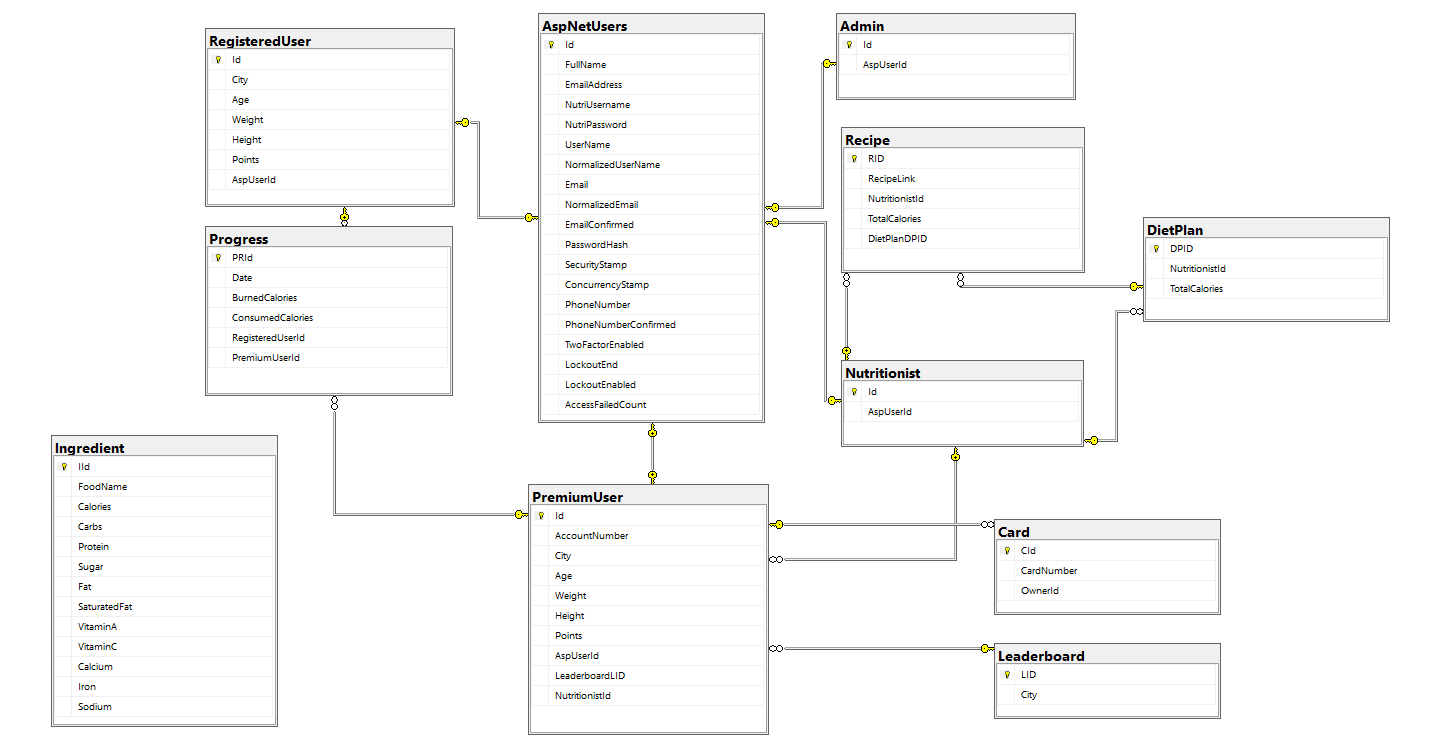 RegisteredUser
Id
City
Age
Weight
Height
Points
AspUserId
Progress
PRId
Date
BurnedCalories
ConsumedCalories
RegisteredUserId
PremiumUserId
Ingredient
IId
FoodName
Calories
Carbs
Protein
Sugar
Fat
SaturatedFat
VitaminA
VitaminC
Calcium
Iron
Sodium
AspNetUsers
Id
FullName
EmailAddress
NutriUsername
NutriPassword
UserName
NormalizedUserName
Email
NormalizedEmail
EmailConfirmed
PasswordHash
SecurityStamp
ConcurrencyStamp
PhoneNumber
PhoneNumberConfirmed
TwoFactorEnabled
LockoutEnd
LockoutEnabled
AccessFailedCount
PremiumUser
Id
AccountNumber
City
Age
Weight
Height
Points
AspUserId
LeaderboardLID
NutritionistId
Admin
Id
AspUserId
Recipe
RID
RecipeLink
NutritionistId
TotalCalories
DietPlanDPID
DietPlan
DPID
NutritionistId
TotalCalories
Nutritionist
Id
AspUserId
Card
CId
CardNumber
OwnerId
Leaderboard
LID
City